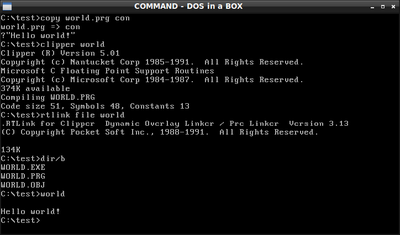 COMMAND - DOS in a BOX
C:\test>copy world.prg con
world.prg => con
?"Hello world!"
C:\test>clipper world
Clipper (R) Version 5.01
Copyright (c) Nantucket Corp 1985-1991.  All Rights Reserved.
Microsoft C Floating Point Support Routines
Copyright (c) Microsoft Corp 1984-1987.  All Rights Reserved.
374K available
Compiling WORLD.PRG
Code size 51, Symbols 48, Constants 13
C:\test>rtlink file world
.RTLink for Clipper  Dynamic Overlay Linker / Pre Linker  Version 3.13
(C) Copyright Pocket Soft Inc., 1988-1991.  All Rights Reserved.
134K
C:\test>dir/b
WORLD.EXE
WORLD.PRG
WORLD.OBJ
C:\test>world
Hello world!
C:\test>